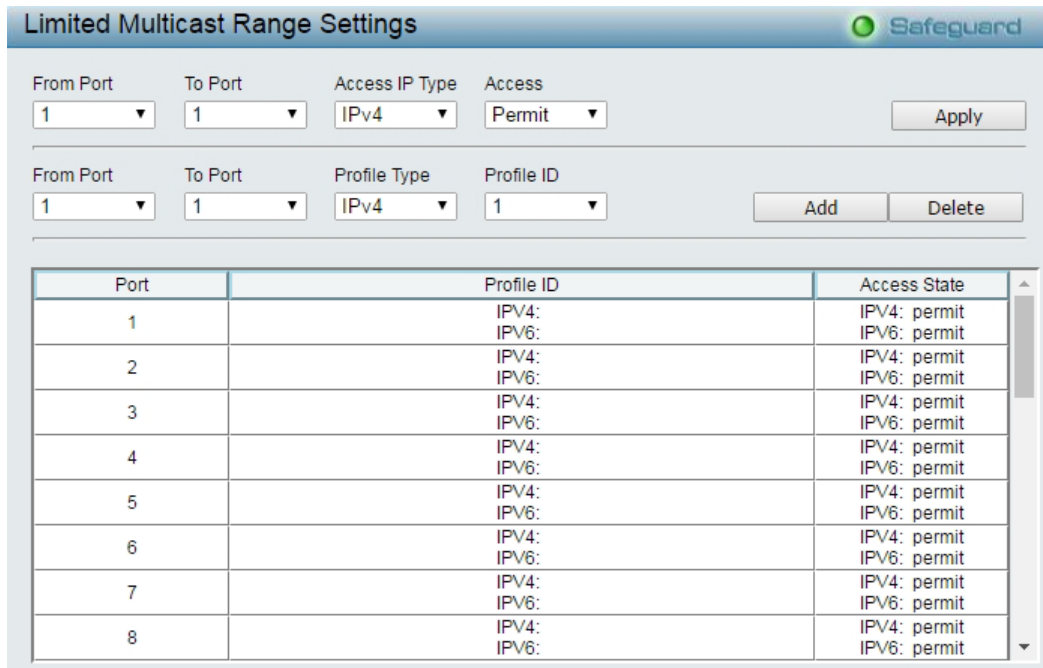 Limited Multicast Range Settings Safeguard
From Port To Port Access IP Type Access
1 1 IPv4 Permit Apply
From Port To Port Profile Type Profile ID
1 1 IPv4 1 Add Delete
Port Profile ID Access State
1 IPV4: IPV4: permit
IPV6: IPV6: permit
2 IPV4: IPV4: permit
IPV6: IPV6: permit
3 IPV4: IPV4: permit
IPV6: IPV6: permit
4 IPV4: IPV4: permit
IPV6: IPV6: permit
5 IPV4: IPV4: permit
IPV6: IPV6: permit
6 IPV4: IPV4: permit
IPV6: IPV6: permit
7 IPV4: IPV4: permit
IPV6: IPV6: permit
8 IPV4: IPV4: permit
IPV6: IPV6: permit